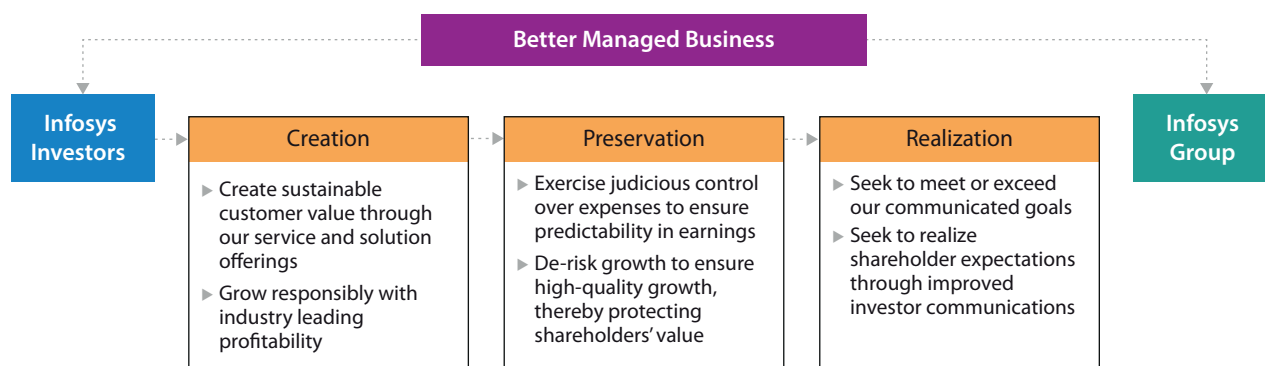 Better Managed Business
Infosys
Investors
Creation
Create sustainable
customer value through
our service and solution
offerings
Grow responsibly with
industry leading
profitability
Preservation
Exercise judicious control
over expenses to ensure
predictability in earnings
De-risk growth to ensure
high-quality growth,
thereby protecting
shareholders’ value
Realization
Seek to meet or exceed
our communicated goals
Seek to realize
shareholder expectations
through improved
investor communications
Infosys
Group